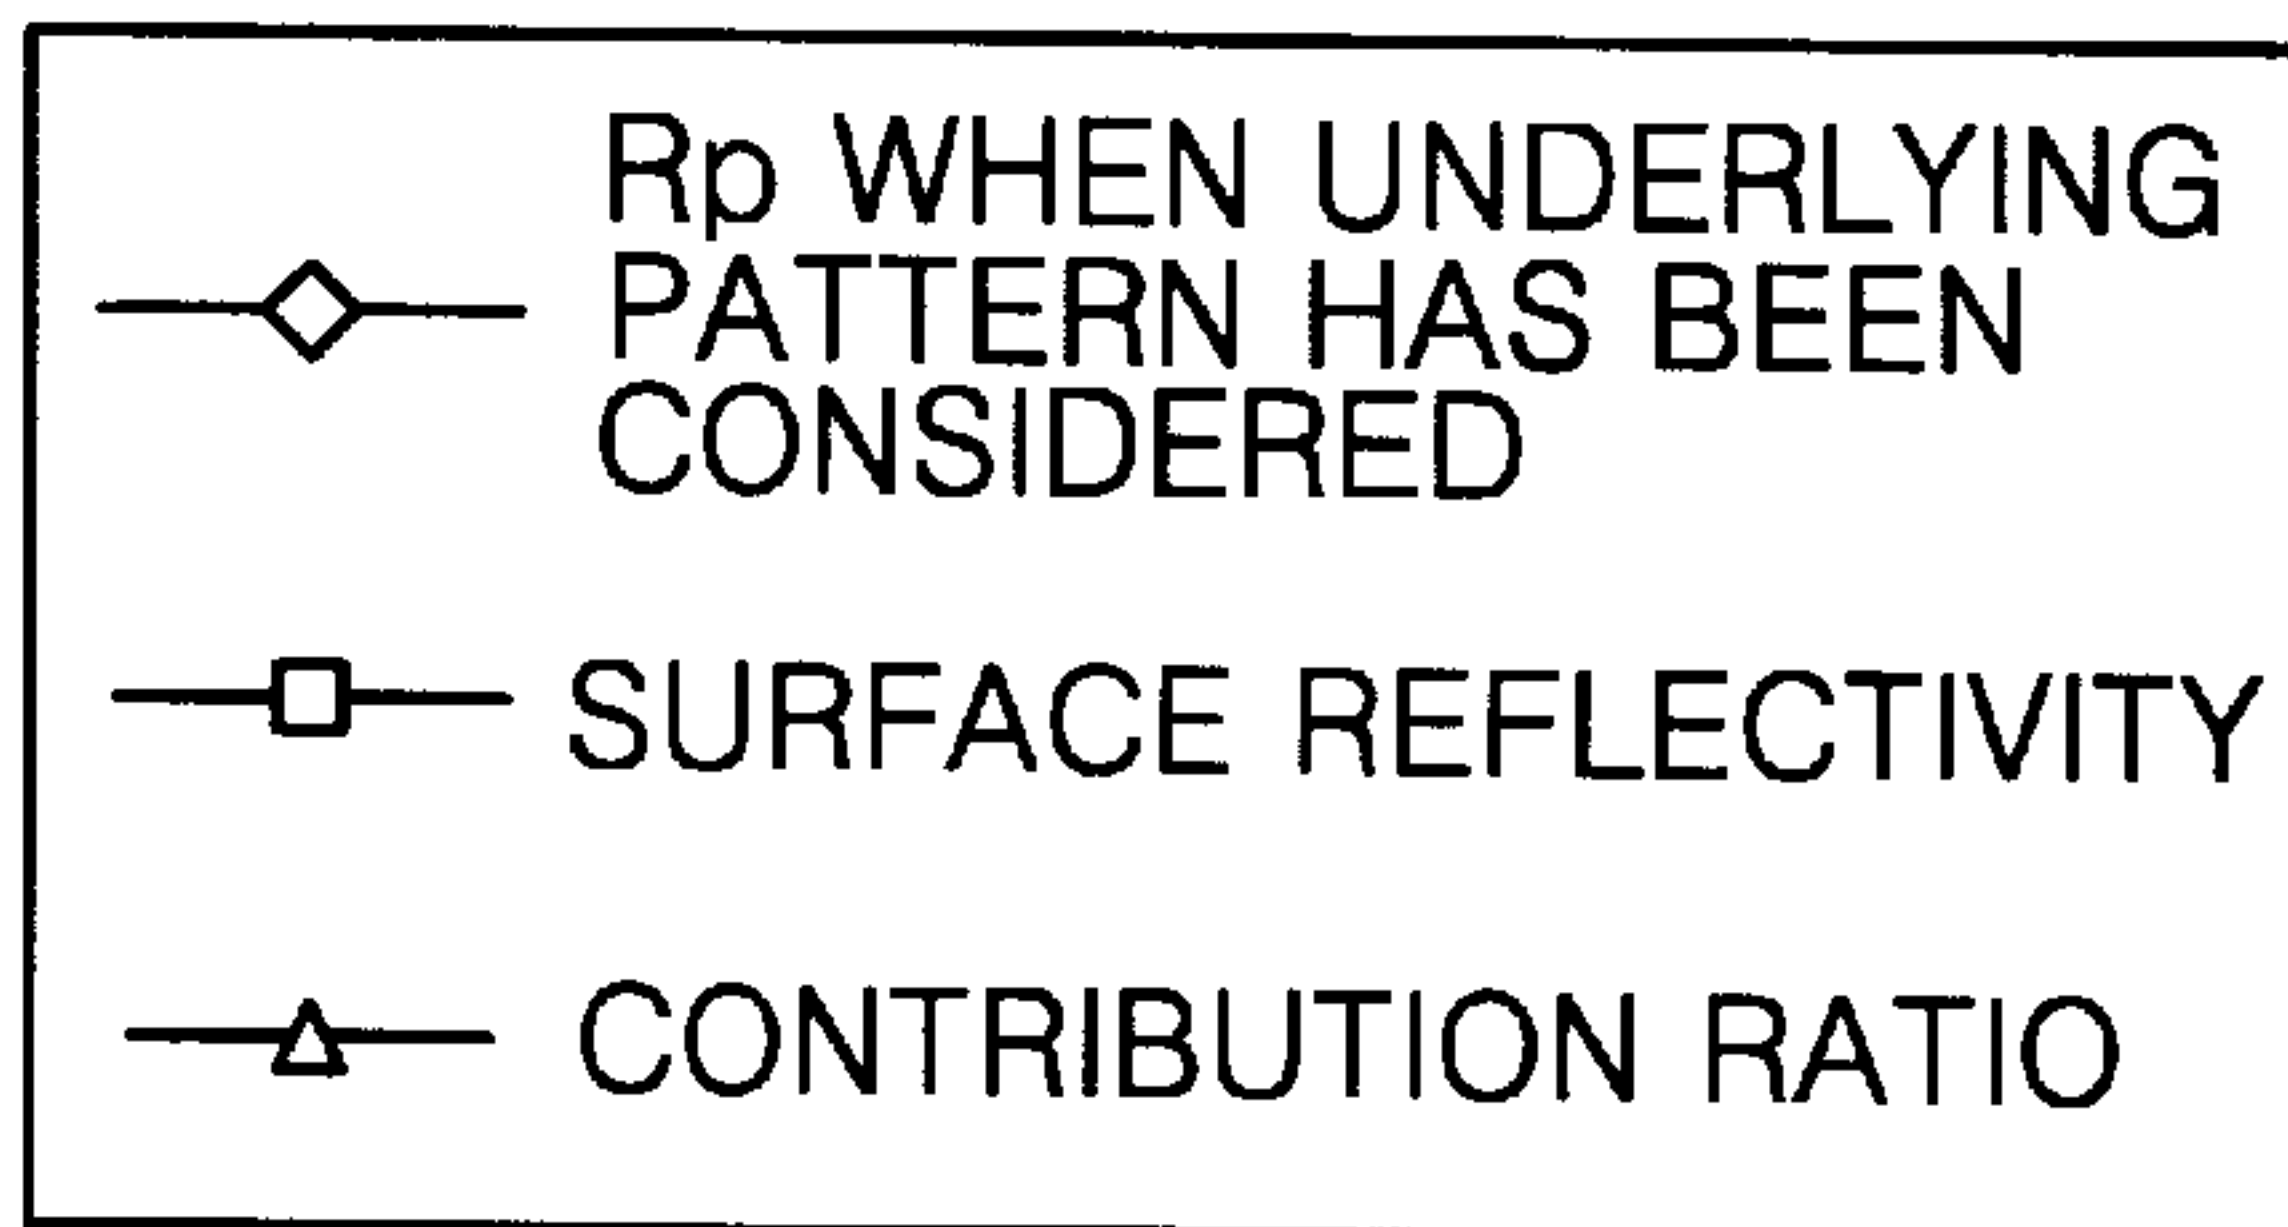 Rp WHEN UNDERLYING
PATTERN HAS BEEN
CONSIDERED
SURFACE REFLECTIVITY
CONTRIBUTION RATIO